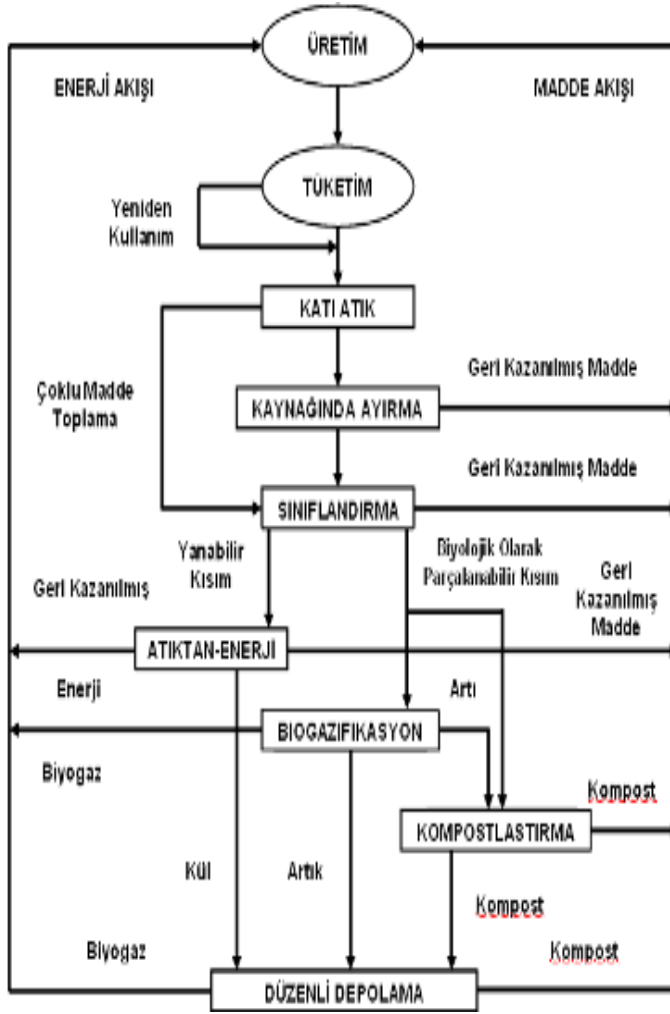 ÜRETİM
ENERJİ AKIŞI
MADDE AKIŞI
TÜKETİM
Yeniden
Kullanım
KATI ATIK
Çoklu Madde
Toplama
Geri Kazanılmış Madde
KAYNAĞINDA AYIRMA
Geri Kazanılmış Madde
SINIFLANDIRMA
Yanabilir
Kısım
Biyolojik Olarak
Parçalanabilir Kısım
Geri Kazanılmış
Geri
Kazanılmış
Madde
ATIKTAN-ENERJİ
Enerji
Artı
BIOGAZIFIKASYON
Biyogaz
Kompost
KOMPOSTLASTIRMA
Kül
Artık
Kompost
Biyogaz
Kompost
DÜZENLİ DEPOLAMA